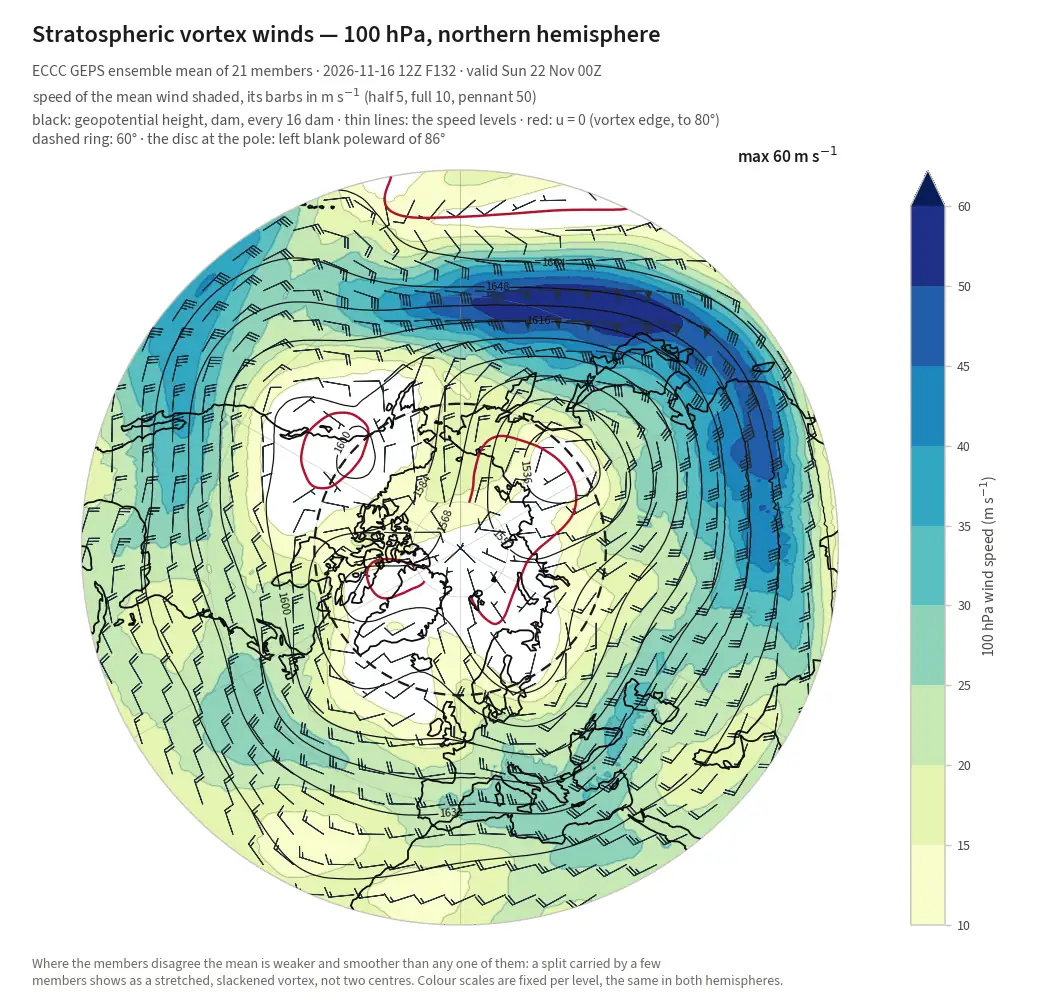 Stratospheric vortex winds — 100 hPa, northern hemisphere
ECCC GEPS ensemble mean of 21 members · 2026-11-16 12Z F132 · valid Sun 22 Nov 00Z
speed of the mean wind shaded, its barbs in m s⁻¹ (half 5, full 10, pennant 50)
black: geopotential height, dam, every 16 dam · thin lines: the speed levels · red: u = 0 (vortex edge, to 80°)
dashed ring: 60° · the disc at the pole: left blank poleward of 86°
max 60 m s⁻¹
60
50
45
40
35
30
25
20
15
10
100 hPa wind speed (m s⁻¹)
1648
1616
1600
1536
1584
1568
1600
1632
Where the members disagree the mean is weaker and smoother than any one of them: a split carried by a few
members shows as a stretched, slackened vortex, not two centres. Colour scales are fixed per level, the same in both hemispheres.